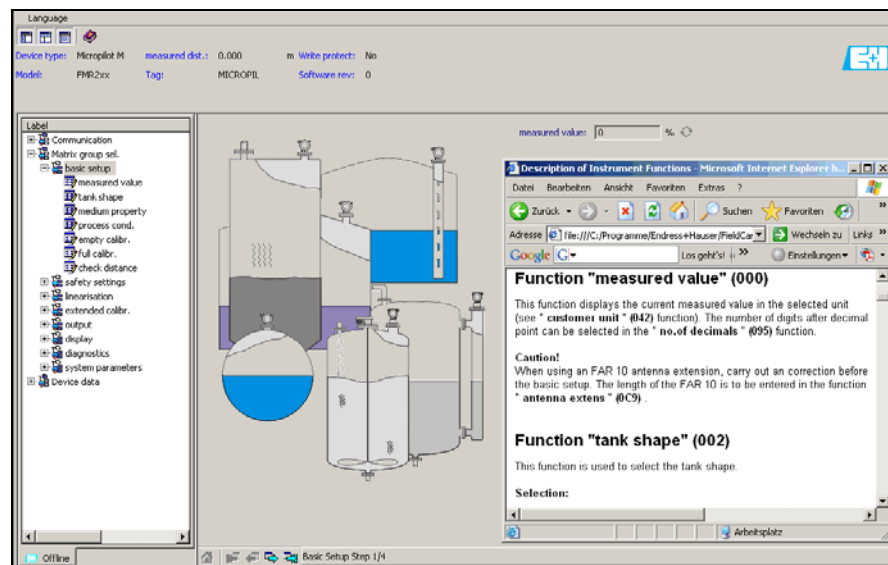 Language
Device type: Micropilot M measured dist.: 0.000 m Write protect: No
Model: FMR2xx Tag: MICROPIL Software rev: 0
E+H
Label
Communication
Matrix group sel.
basic setup
measured value
tank shape
medium property
process cond.
empty calibr.
full calibr.
check distance
safety settings
linearisation
extended calibr.
output
display
diagnostics
system parameters
Device data
Offline
measured value: 0 %
Description of Instrument Functions - Microsoft Internet Explorer b...
Datei Bearbeiten Ansicht Favoriten Extras ?
Zurück Suchen Favoriten
Adresse file:///C:/Programme/Endress+Hauser/FieldCar Wechseln zu Links
Google G Los geht's! Einstellungen
Function "measured value" (000)
This function displays the current measured value in the selected unit
(see " customer unit " (042) function). The number of digits after decimal
point can be selected in the " no.of decimals " (095) function.
Caution!
When using an FAR 10 antenna extension, carry out an correction before
the basic setup. The length of the FAR 10 is to be entered in the function
" antenna extens " (0C9) .
Function "tank shape" (002)
This function is used to select the tank shape.
Selection:
Arbeitsplatz
Basic Setup Step 1/4